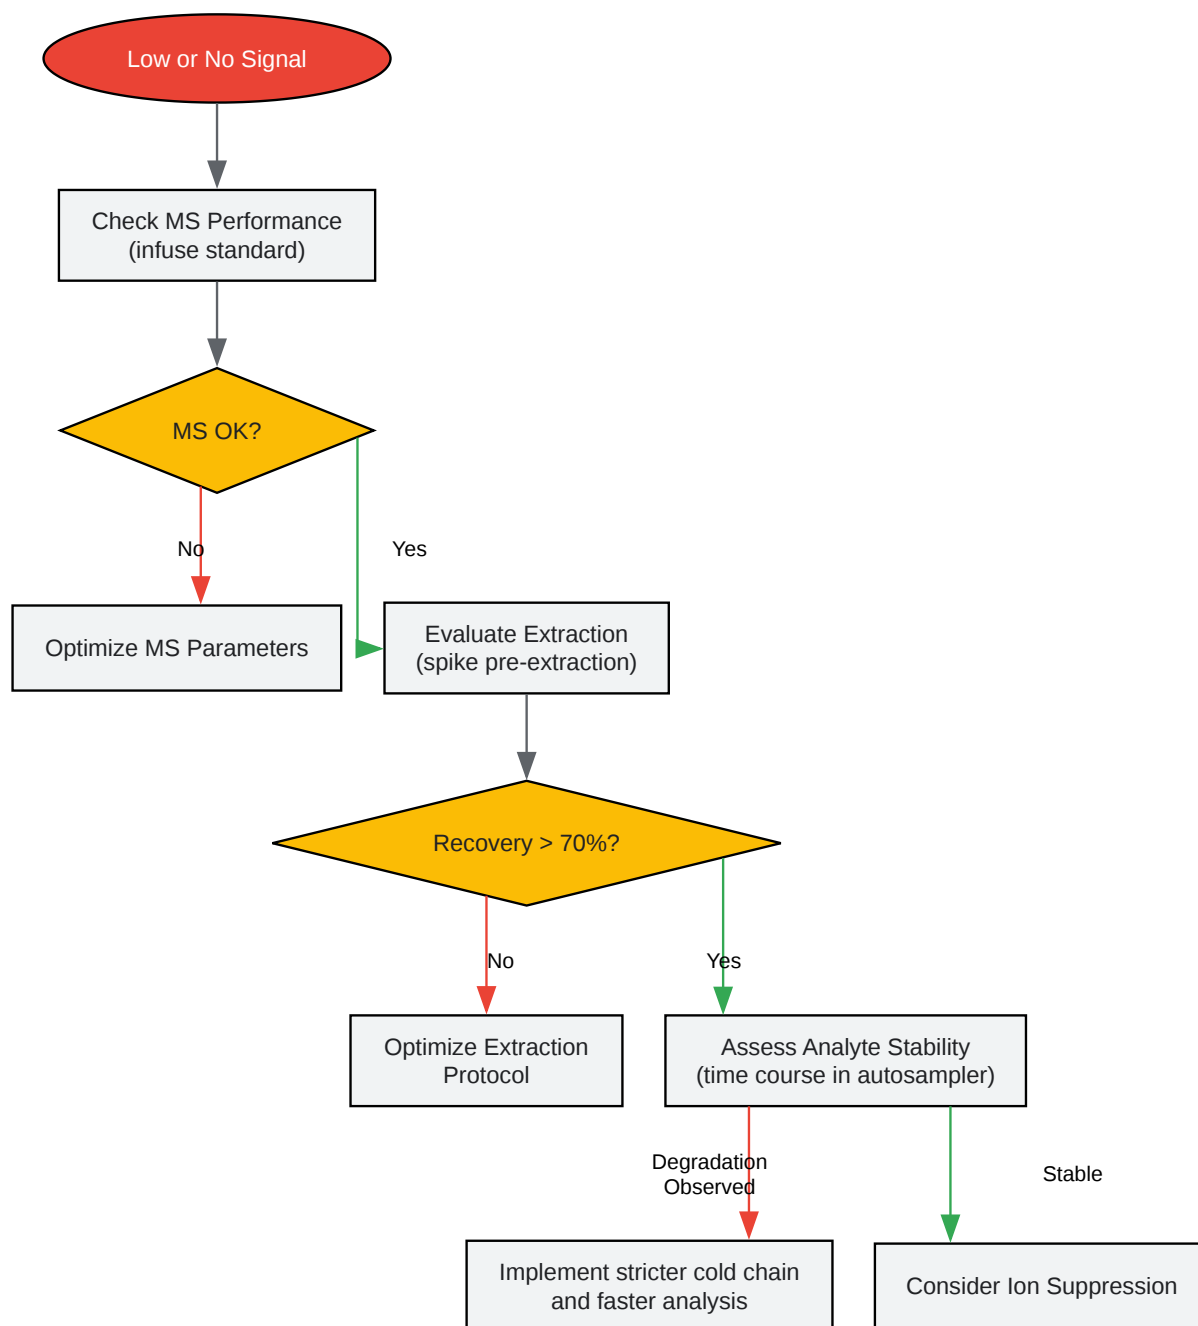 Low or No Signal
Check MS Performance
(infuse standard)
MS OK?
No
Yes
Optimize MS Parameters
Evaluate Extraction
(spike pre-extraction)
Recovery > 70%?
No
Yes
Optimize Extraction
Protocol
Assess Analyte Stability
(time course in autosampler)
Degradation
Observed
Stable
Implement stricter cold chain
and faster analysis
Consider Ion Suppression